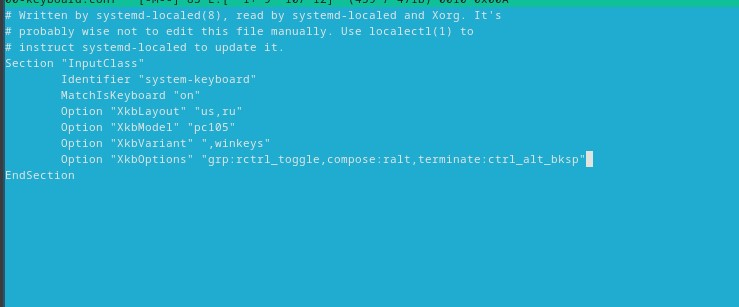 # Written by systemd-localed(8), read by systemd-localed and Xorg. It's
# probably wise not to edit this file manually. Use localectl(1) to
# instruct systemd-localed to update it.
Section "InputClass"
        Identifier "system-keyboard"
        MatchIsKeyboard "on"
        Option "XkbLayout" "us,ru"
        Option "XkbModel" "pc105"
        Option "XkbVariant" ",winkeys"
        Option "XkbOptions" "grp:rctrl_toggle,compose:ralt,terminate:ctrl_alt_bksp"
EndSection